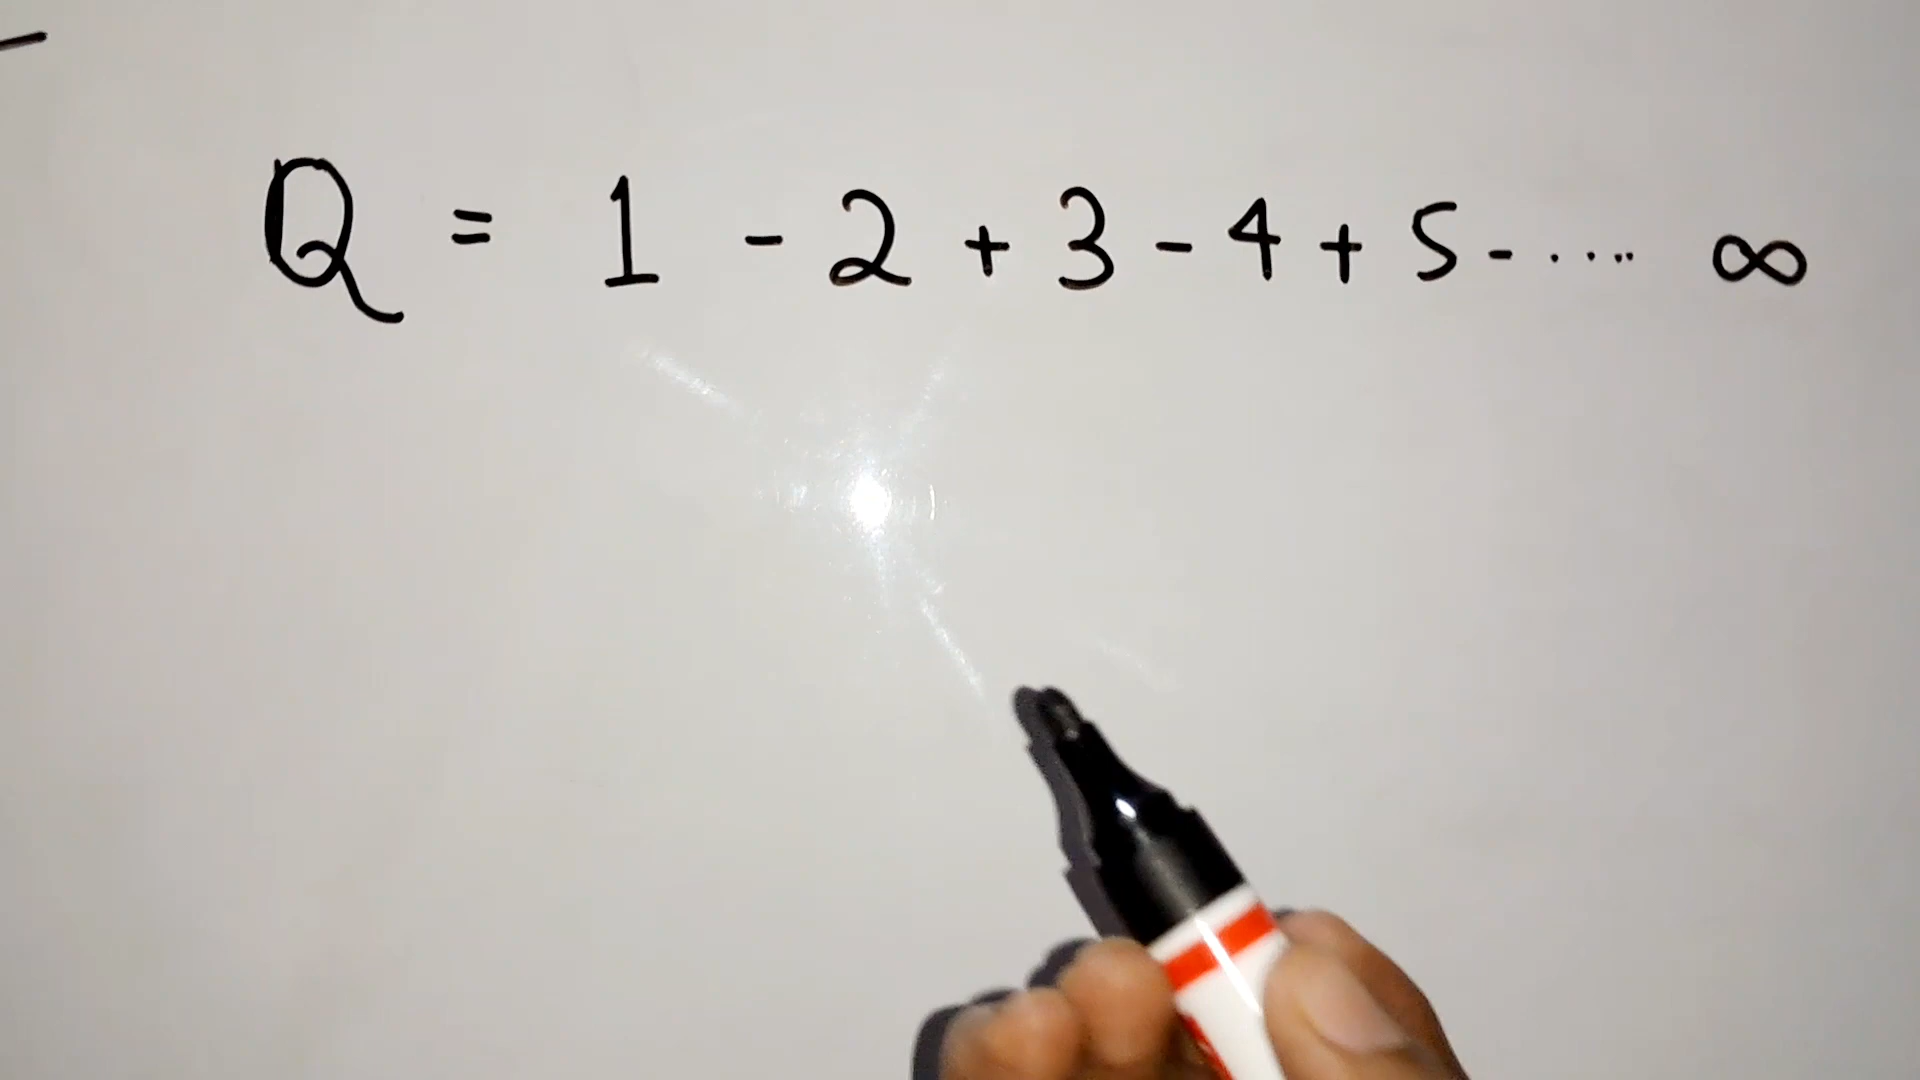 Q = 1 - 2 + 3 - 4 + 5 - ..... ∞